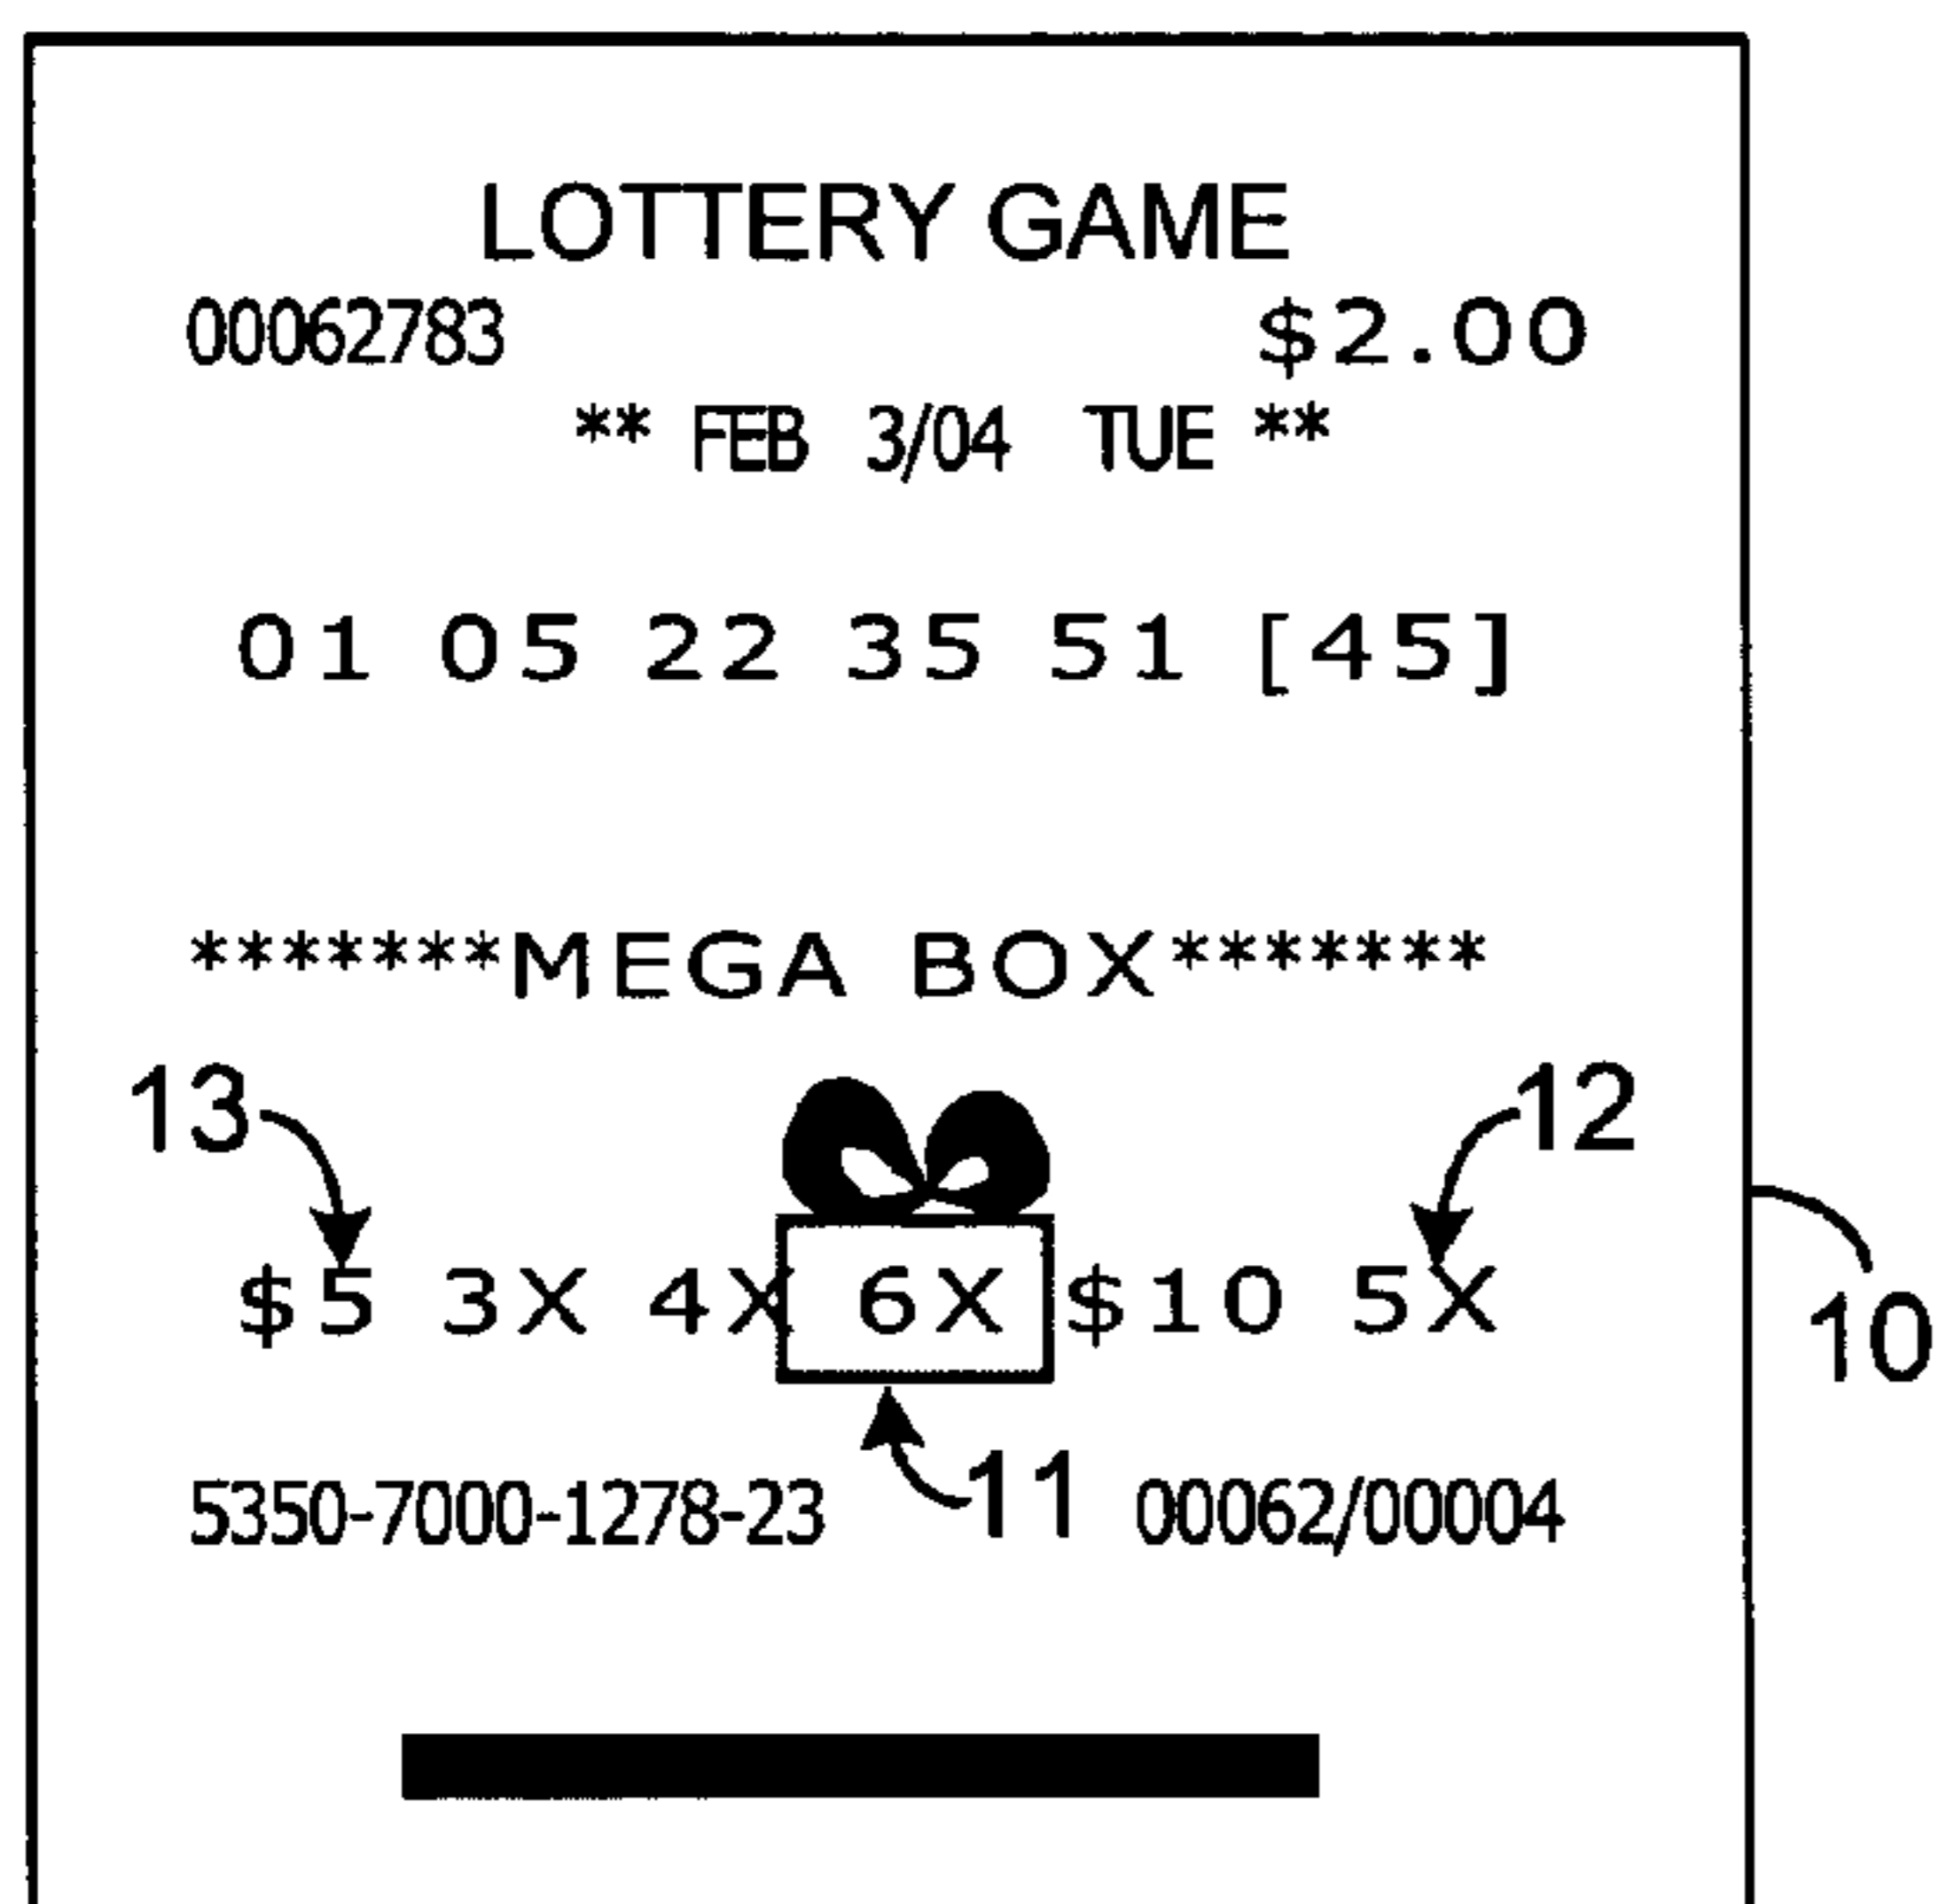 LOTTERY GAME
00062783 $2.00
** FEB 3/04 TUE **
01 05 22 35 51 [45]
*******MEGA BOX*******
13 12
$5 3X 4X 6X $10 5X
10
5350-7000-1278-23 11 00062/00004